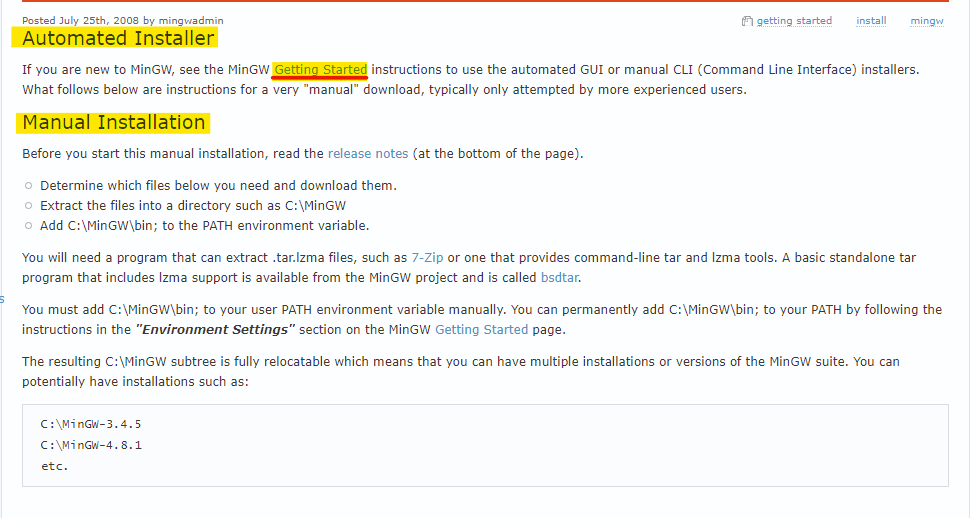 Posted July 25th, 2008 by mingwadmin getting started install mingw
Automated Installer
If you are new to MinGW, see the MinGW Getting Started instructions to use the automated GUI or manual CLI (Command Line Interface) installers.
What follows below are instructions for a very "manual" download, typically only attempted by more experienced users.
Manual Installation
Before you start this manual installation, read the release notes (at the bottom of the page).
Determine which files below you need and download them.
Extract the files into a directory such as C:\MinGW
Add C:\MinGW\bin; to the PATH environment variable.
You will need a program that can extract .tar.lzma files, such as 7-Zip or one that provides command-line tar and lzma tools. A basic standalone tar
program that includes lzma support is available from the MinGW project and is called bsdtar.
s
You must add C:\MinGW\bin; to your user PATH environment variable manually. You can permanently add C:\MinGW\bin; to your PATH by following the
instructions in the "Environment Settings" section on the MinGW Getting Started page.
The resulting C:\MinGW subtree is fully relocatable which means that you can have multiple installations or versions of the MinGW suite. You can
potentially have installations such as:
C:\MinGW-3.4.5
C:\MinGW-4.8.1
etc.